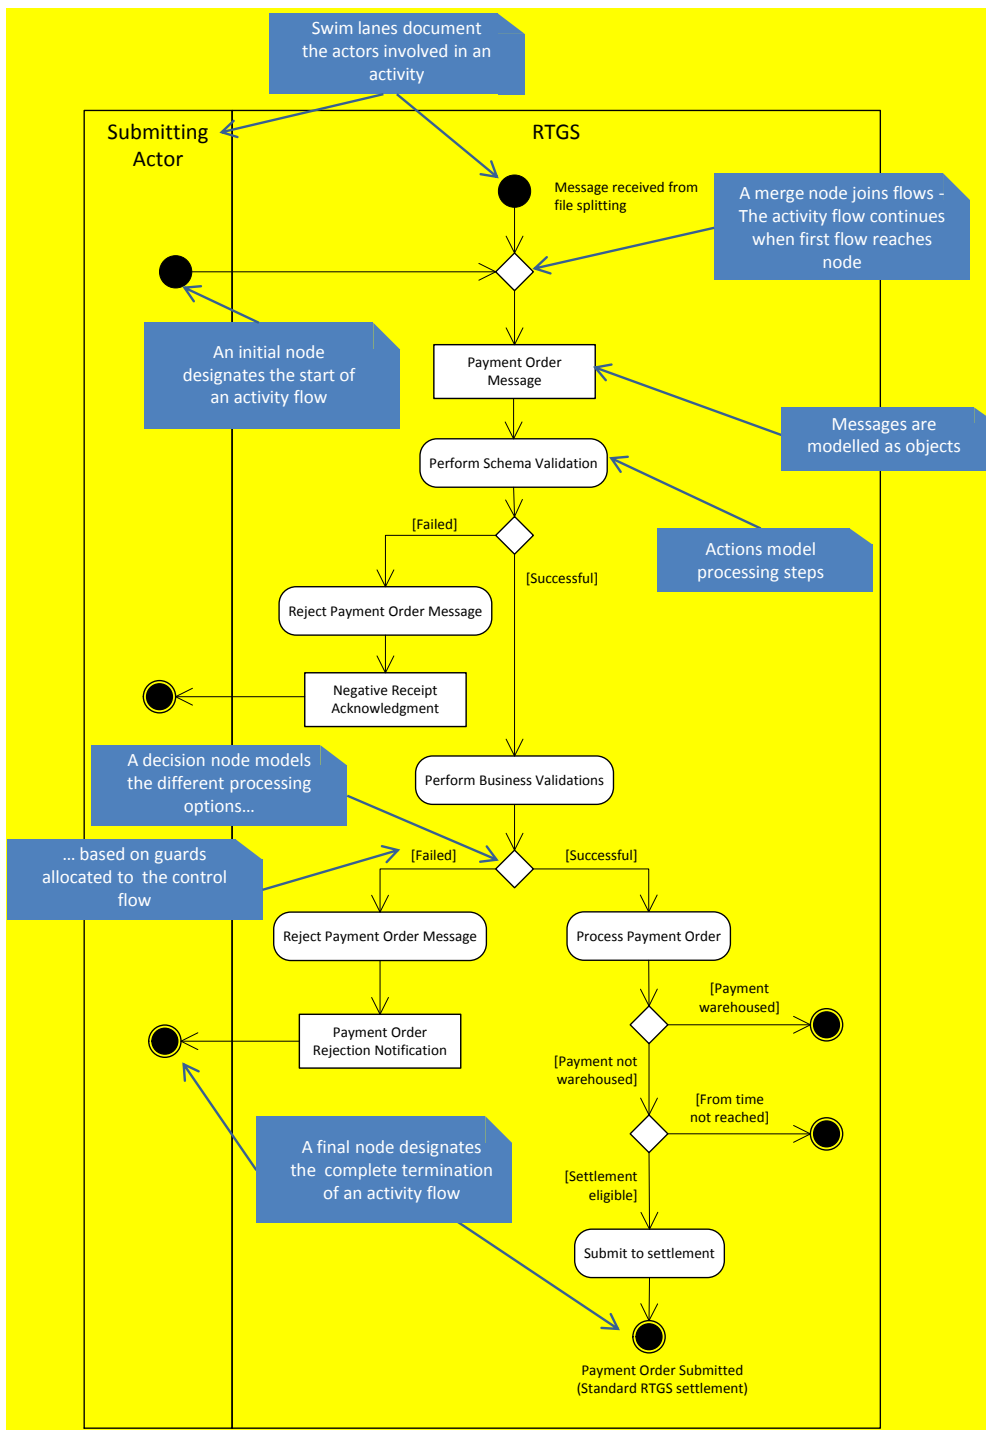 Swim lanes document
the actors involved in an
activity
Submitting
Actor
RTGS
Message received from
file splitting
A merge node joins flows -
The activity flow continues
when first flow reaches
node
An initial node
designates the start of
an activity flow
Payment Order
Message
Messages are
modelled as objects
Perform Schema Validation
[Failed]
Actions model
processing steps
[Successful]
Reject Payment Order Message
Negative Receipt
Acknowledgment
A decision node models
the different processing
options...
Perform Business Validations
... based on guards
allocated to the control
flow
[Failed]
[Successful]
Reject Payment Order Message
Process Payment Order
[Payment
warehoused]
Payment Order
Rejection Notification
[Payment not
warehoused]
[From time
not reached]
A final node designates
the complete termination
of an activity flow
[Settlement
eligible]
Submit to settlement
Payment Order Submitted
(Standard RTGS settlement)